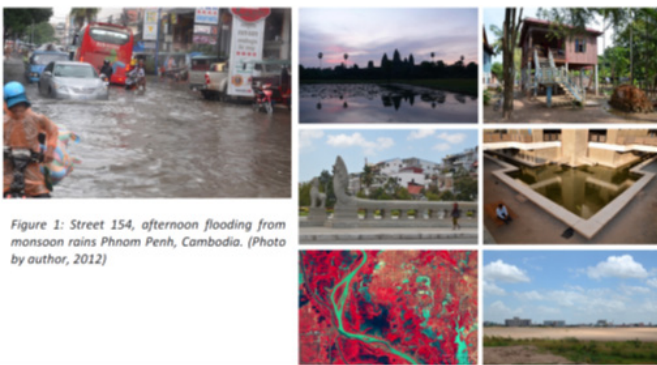 Figure 1: Street 154, afternoon flooding from
monsoon rains Phnom Penh, Cambodia. (Photo
by author, 2012)